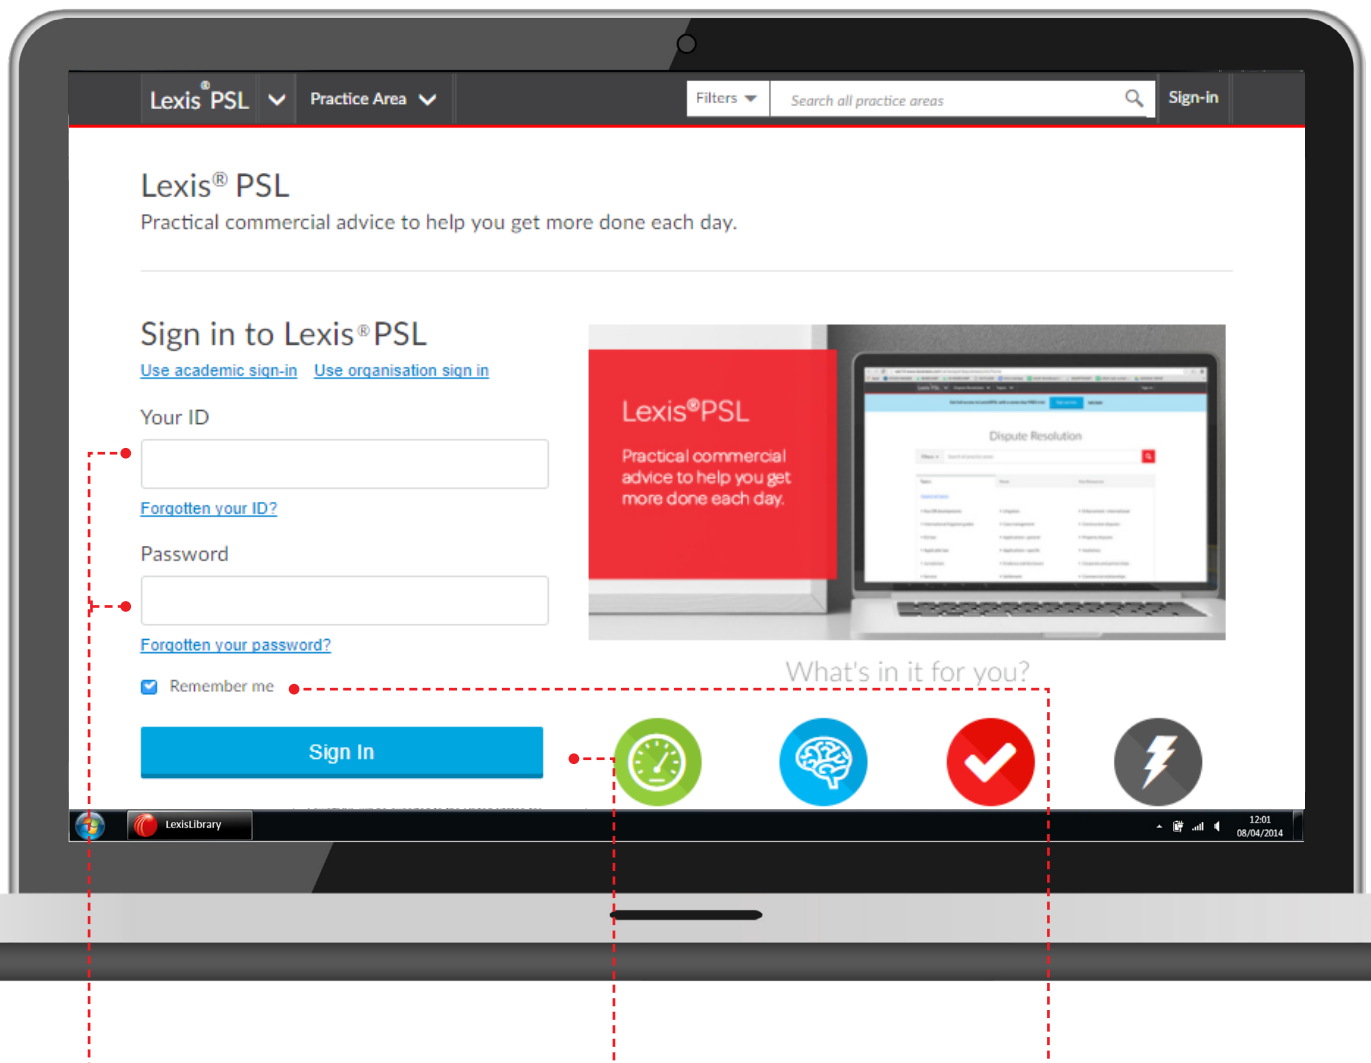 Lexis®PSL
Practice Area
Filters
Search all practice areas
Sign-in
Lexis® PSL
Practical commercial advice to help you get more done each day.
Sign in to Lexis®PSL
Use academic sign-in Use organisation sign in
Your ID
Forgotten your ID?
Password
Forgotten your password?
Remember me
Sign In
Lexis®PSL
Practical commercial
advice to help you get
more done each day.
Dispute Resolution
What's in it for you?
LexisLibrary
12:01
08/04/2014